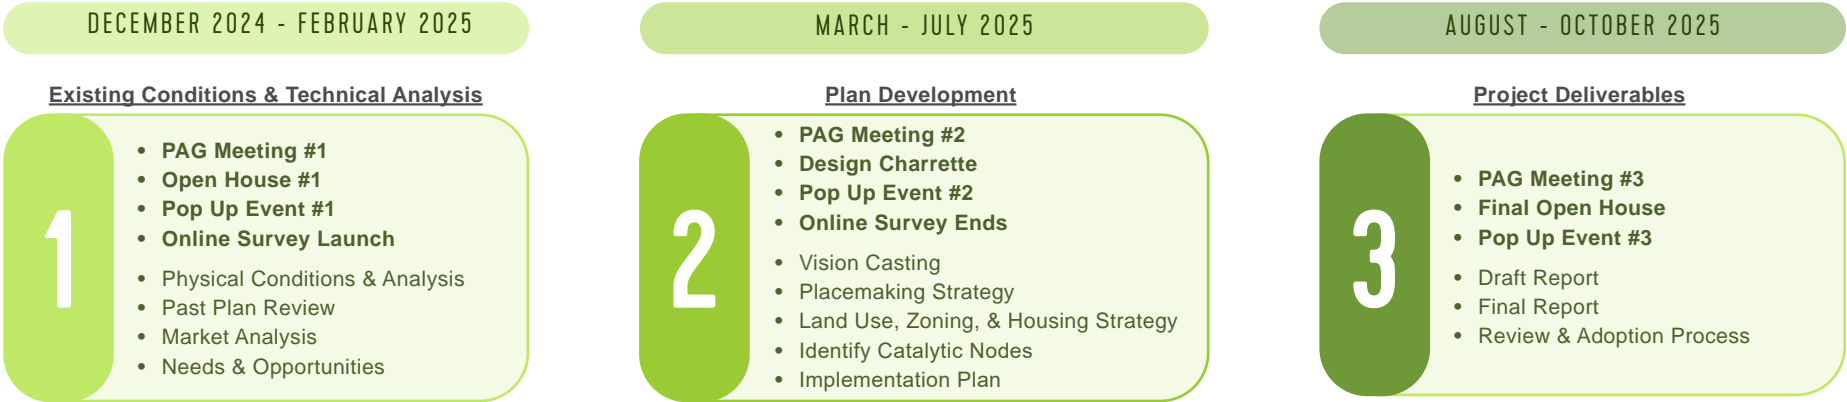 DECEMBER 2024 - FEBRUARY 2025
Existing Conditions & Technical Analysis
1
• PAG Meeting #1
• Open House #1
• Pop Up Event #1
• Online Survey Launch
• Physical Conditions & Analysis
• Past Plan Review
• Market Analysis
• Needs & Opportunities
MARCH - JULY 2025
Plan Development
2
• PAG Meeting #2
• Design Charrette
• Pop Up Event #2
• Online Survey Ends
• Vision Casting
• Placemaking Strategy
• Land Use, Zoning, & Housing Strategy
• Identify Catalytic Nodes
• Implementation Plan
AUGUST - OCTOBER 2025
Project Deliverables
3
• PAG Meeting #3
• Final Open House
• Pop Up Event #3
• Draft Report
• Final Report
• Review & Adoption Process